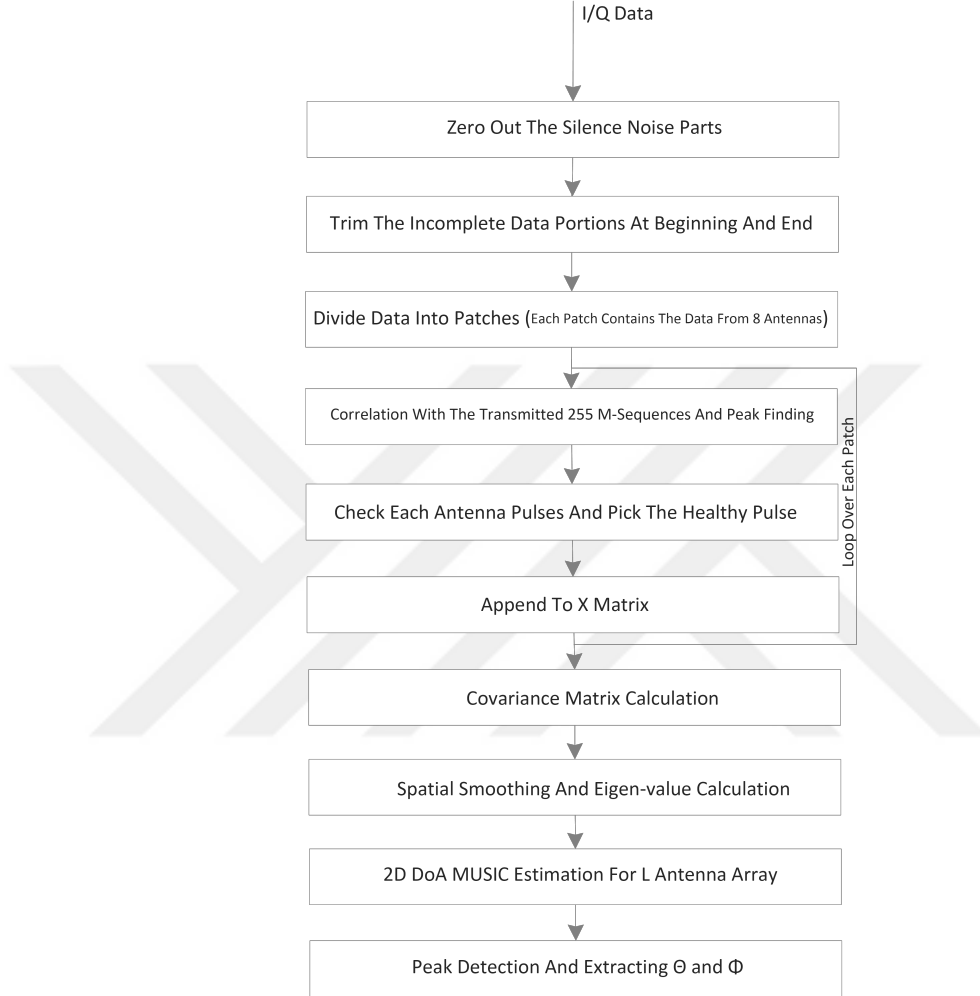 I/Q Data
Zero Out The Silence Noise Parts
Trim The Incomplete Data Portions At Beginning And End
Divide Data Into Patches (Each Patch Contains The Data From 8 Antennas)
Correlation With The Transmitted 255 M-Sequences And Peak Finding
Check Each Antenna Pulses And Pick The Healthy Pulse
Append To X Matrix
Loop Over Each Patch
Covariance Matrix Calculation
Spatial Smoothing And Eigen-value Calculation
2D DoA MUSIC Estimation For L Antenna Array
Peak Detection And Extracting Θ and Φ